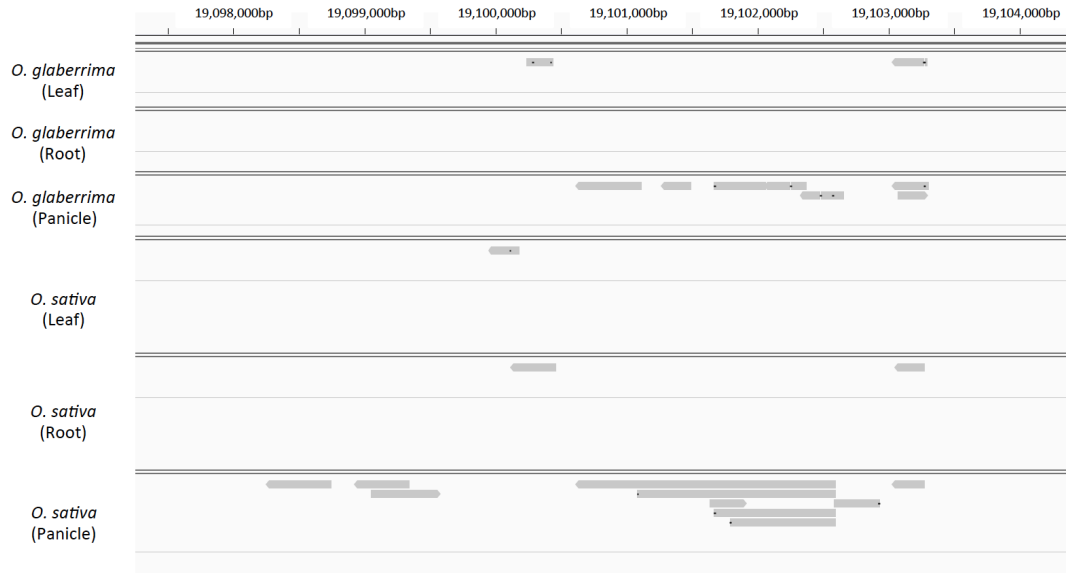 19,098,000bp 19,099,000bp 19,100,000bp 19,101,000bp 19,102,000bp 19,103,000bp 19,104,000bp
O. glaberrima
(Leaf)
O. glaberrima
(Root)
O. glaberrima
(Panicle)
O. sativa
(Leaf)
O. sativa
(Root)
O. sativa
(Panicle)